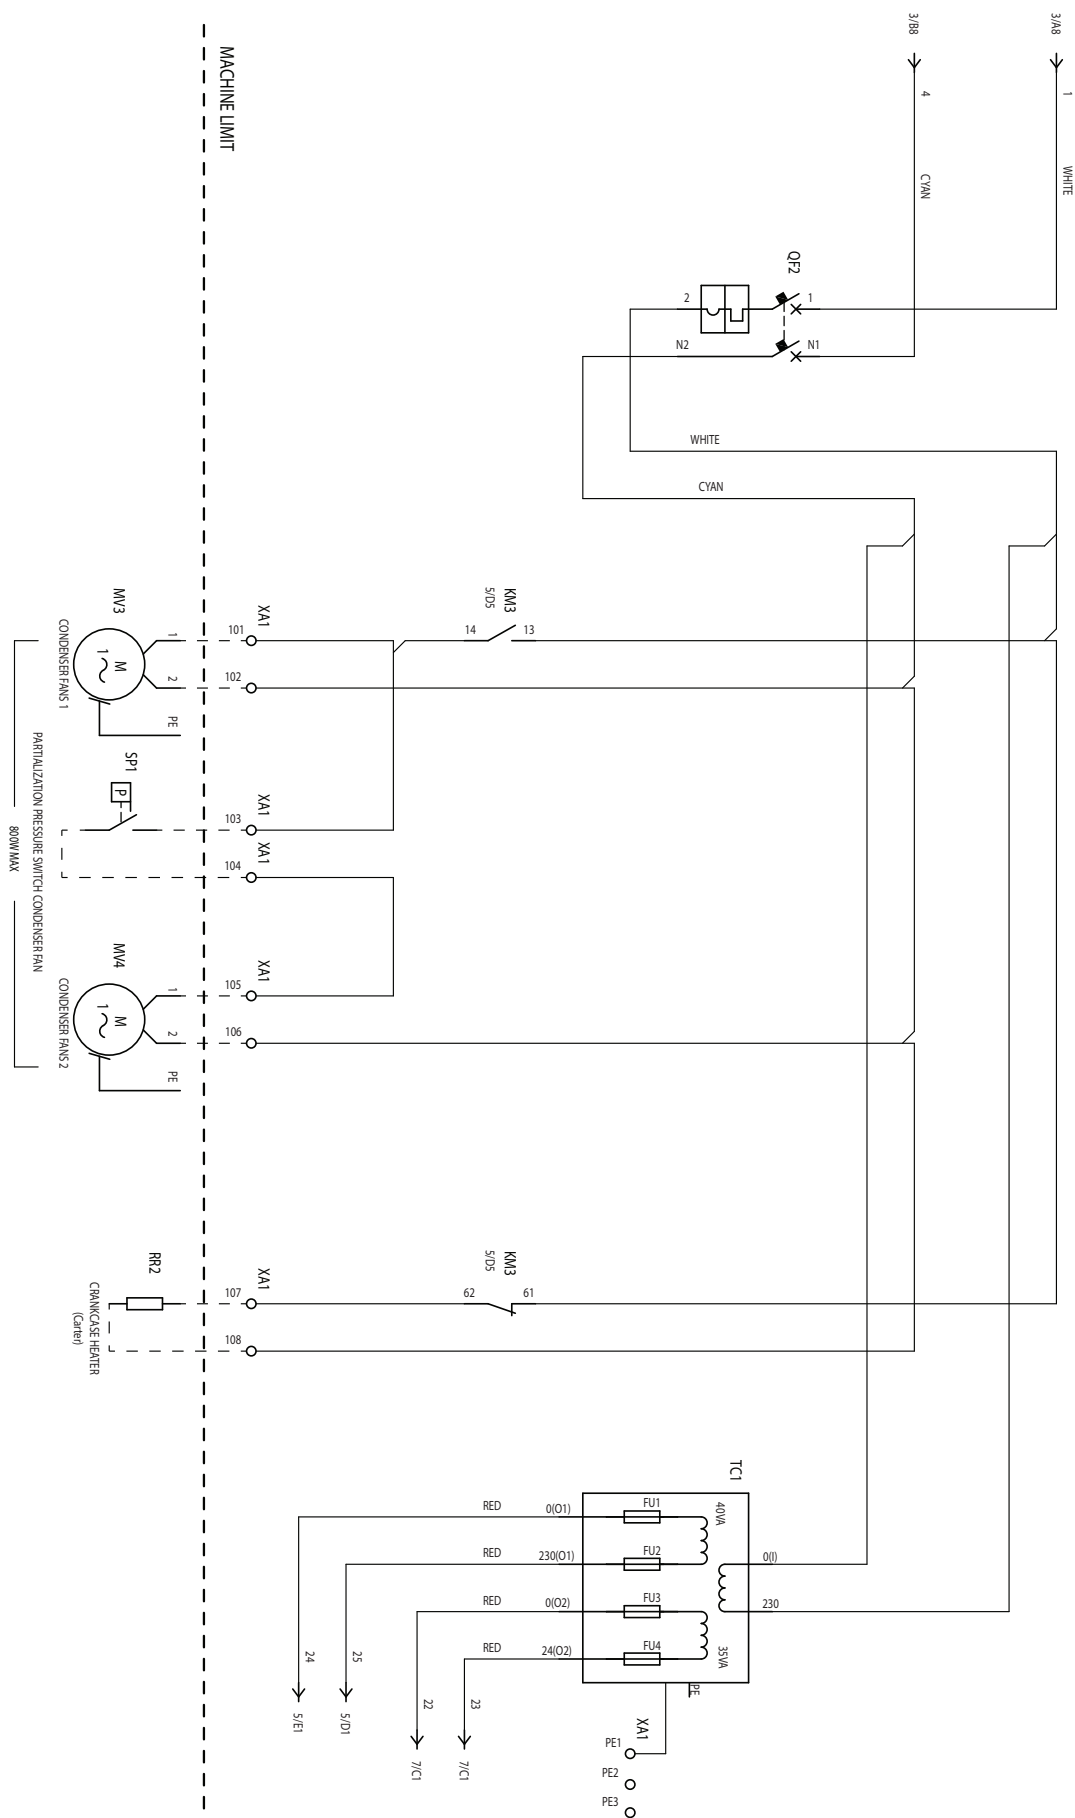 3/A8
3/B8
1
4
WHITE
CYAN
MACHINE LIMIT
QF2
2
1
N2
N1
WHITE
CYAN
MV3
CONDENSER FANS 1
M
1
1
2
PE
XA1
101
102
KM3
5/D5
14
13
SP1
P
PARTIALIZATION PRESSURE SWITCH CONDENSER FAN
800W MAX
XA1
103
XA1
104
MV4
CONDENSER FANS 2
M
1
1
2
PE
XA1
105
106
RR2
CRANKCASE HEATER
(Carter)
XA1
107
108
KM3
5/D5
62
61
TC1
40VA
35VA
FU1
FU2
FU3
FU4
RED
0(O1)
RED
230(O1)
RED
0(O2)
RED
24(O2)
0(I)
230
PE
24
5/E1
25
5/D1
22
7/C1
23
7/C1
XA1
PE1
PE2
PE3